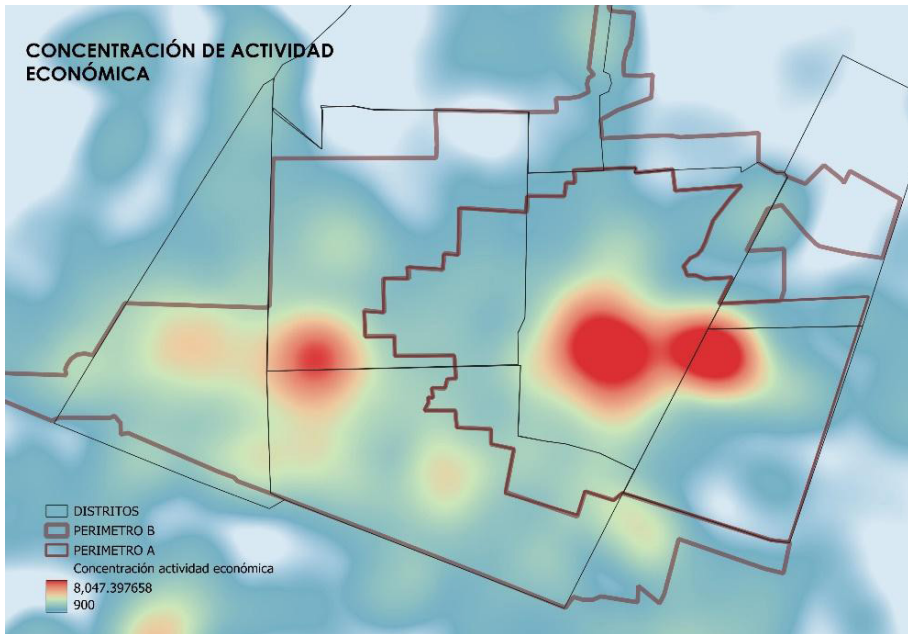 CONCENTRACIÓN DE ACTIVIDAD
ECONÓMICA
DISTRITOS
PERIMETRO B
PERIMETRO A
Concentración actividad económica
8,047.397658
900